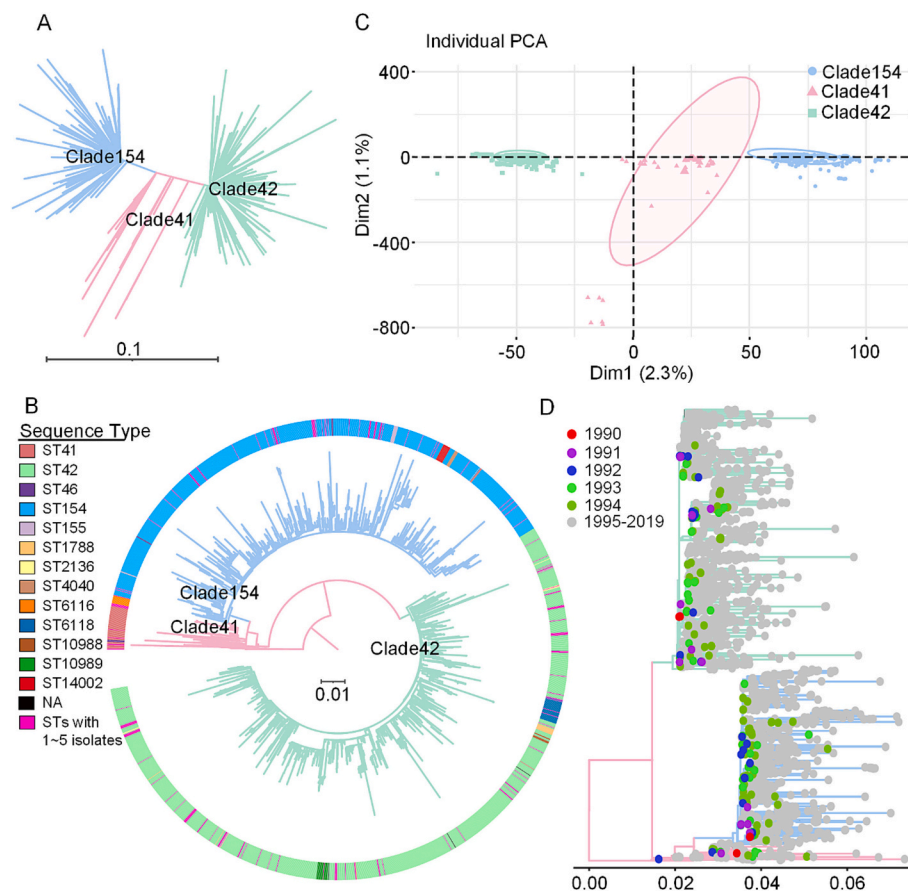 A
Clade154
Clade42
Clade41
0.1
C
Individual PCA
Clade154
Clade41
Clade42
400
0
-400
-800
Dim2 (1.1%)
-50
0
50
100
Dim1 (2.3%)
B
Sequence Type
ST41
ST42
ST46
ST154
ST155
ST1788
ST2136
ST4040
ST6116
ST6118
ST10988
ST10989
ST14002
NA
STs with
1~5 isolates
Clade154
Clade41
Clade42
0.01
D
1990
1991
1992
1993
1994
1995-2019
0.00
0.02
0.04
0.06